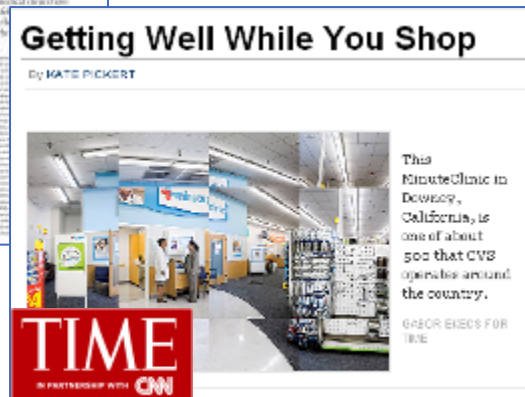 Getting Well While You Shop
By KATE PICKERT
This
MinuteClinic in
Downey,
California, is
one of about
500 that CVS
operates around
the country.
GABOR EKECS FOR
TIME
TIME
IN PARTNERSHIP WITH CNN